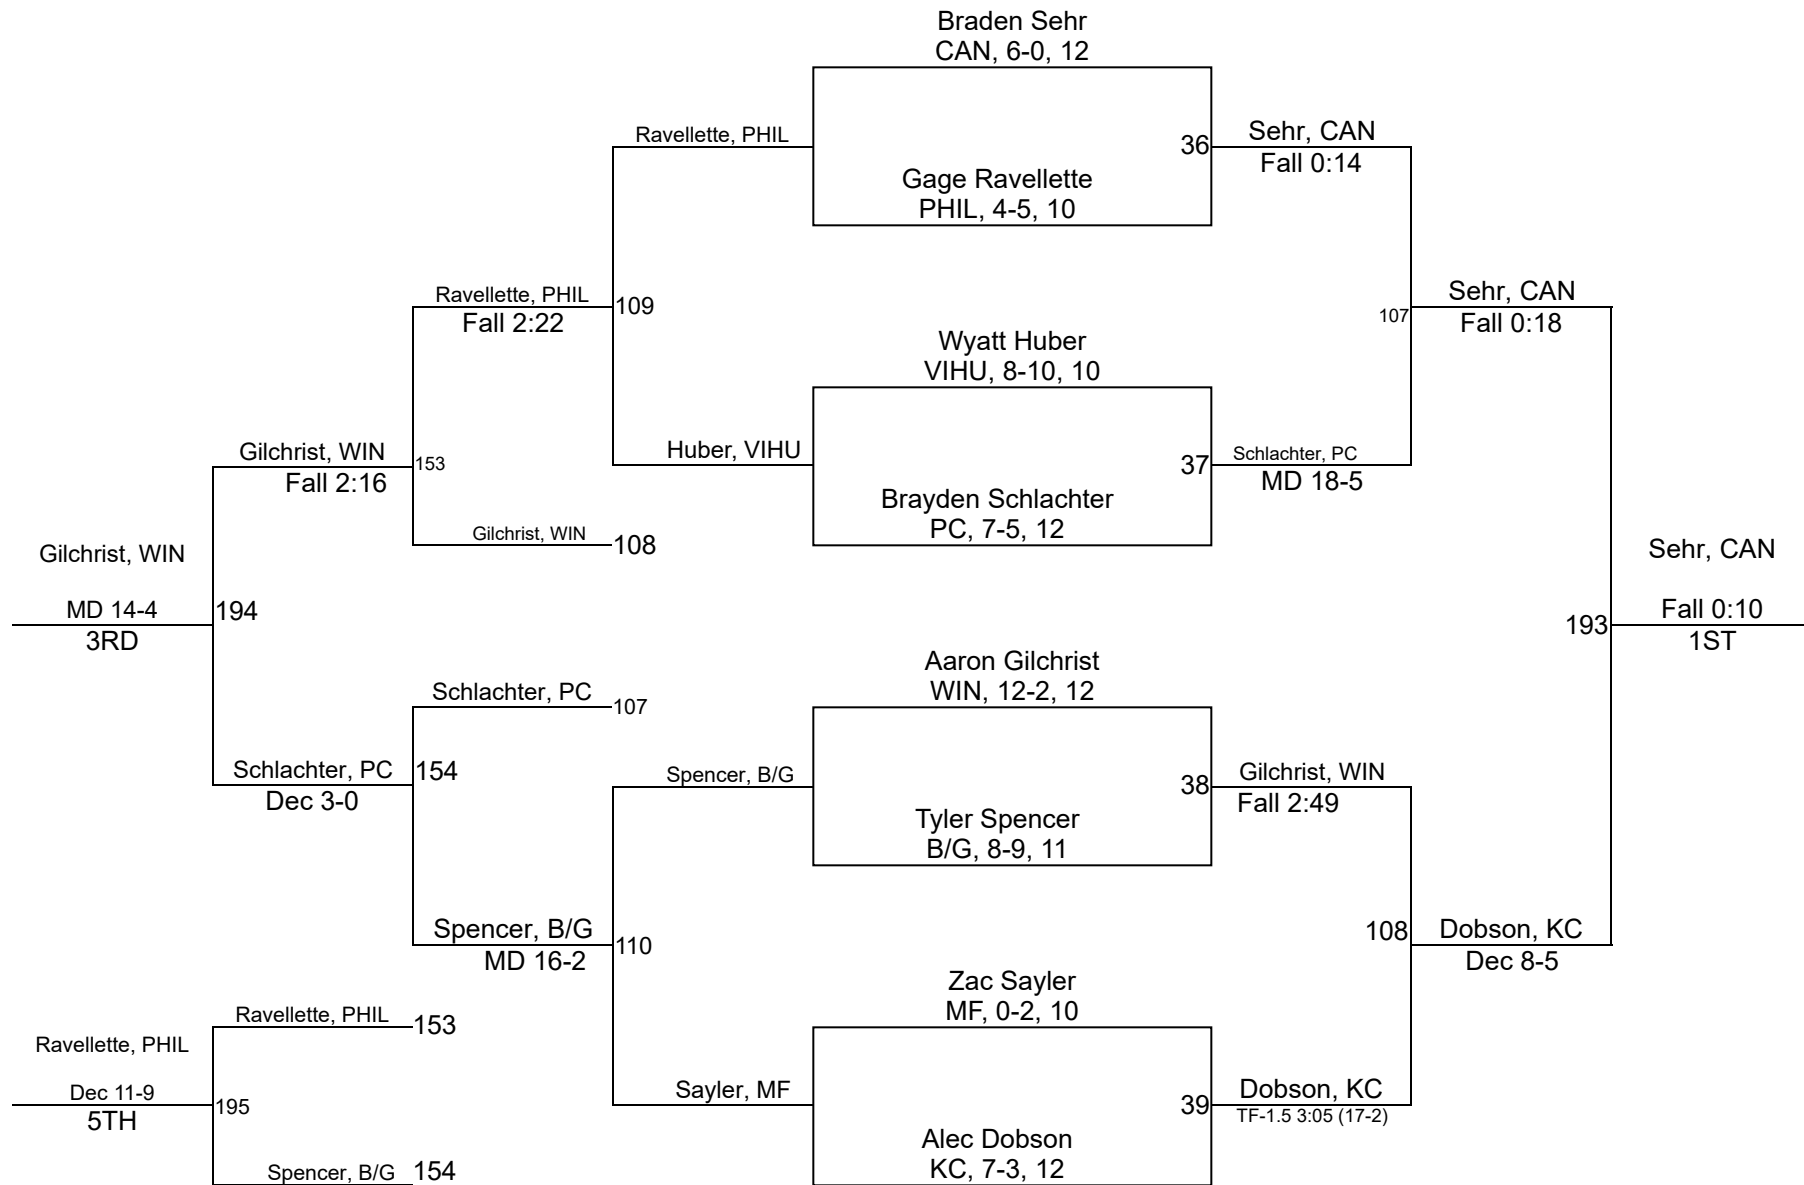 Braden Sehr
CAN, 6-0, 12
Ravellette, PHIL
36
Sehr, CAN
Fall 0:14
Gage Ravellette
PHIL, 4-5, 10
Ravellette, PHIL
Fall 2:22
109
107
Sehr, CAN
Fall 0:18
Wyatt Huber
VIHU, 8-10, 10
Gilchrist, WIN
Fall 2:16
153
Huber, VIHU
37
Schlachter, PC
MD 18-5
Brayden Schlachter
PC, 7-5, 12
Gilchrist, WIN
108
Gilchrist, WIN
MD 14-4
3RD
194
193
Sehr, CAN
Fall 0:10
1ST
Aaron Gilchrist
WIN, 12-2, 12
Schlachter, PC
107
Schlachter, PC
Dec 3-0
154
Spencer, B/G
38
Gilchrist, WIN
Fall 2:49
Tyler Spencer
B/G, 8-9, 11
Spencer, B/G
MD 16-2
110
108
Dobson, KC
Dec 8-5
Zac Sayler
MF, 0-2, 10
Ravellette, PHIL
153
Ravellette, PHIL
Dec 11-9
5TH
195
Sayler, MF
39
Dobson, KC
TF-1.5 3:05 (17-2)
Alec Dobson
KC, 7-3, 12
Spencer, B/G
154